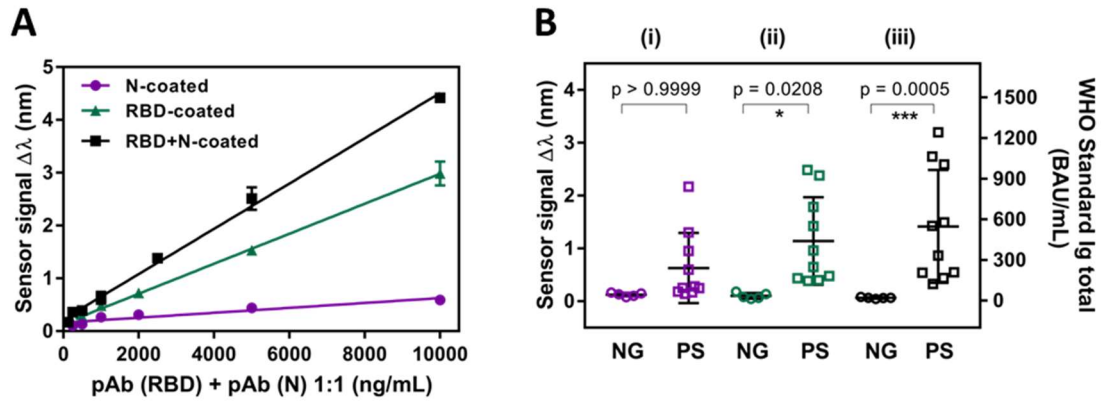 A
Sensor signal Δλ (nm)
5
4
3
2
1
0
N-coated
RBD-coated
RBD+N-coated
0 2000 4000 6000 8000 10000
pAb (RBD) + pAb (N) 1:1 (ng/mL)
B
(i) (ii) (iii)
Sensor signal Δλ (nm)
4
3
2
1
0
p > 0.9999 p = 0.0208 p = 0.0005
* ***
1500
1200
900
600
300
0
WHO Standard Ig total
(BAU/mL)
NG PS NG PS NG PS